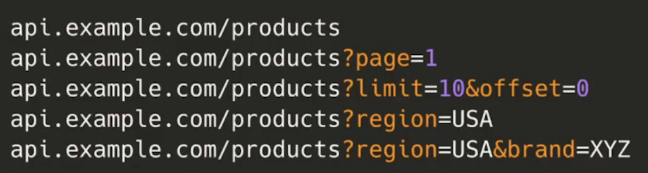 api.example.com/products
api.example.com/products?page=1
api.example.com/products?limit=10&offset=0
api.example.com/products?region=USA
api.example.com/products?region=USA&brand=XYZ